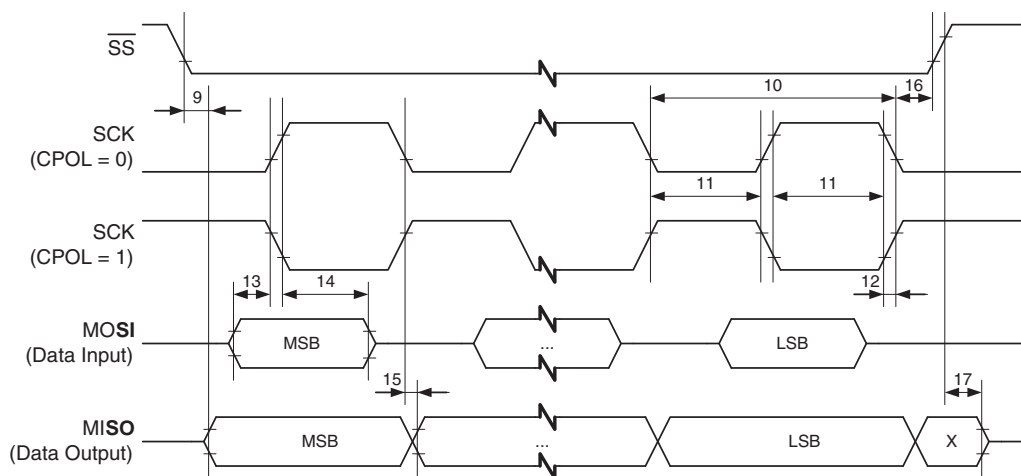 SS
10
16
9
SCK
(CPOL = 0)
11
11
SCK
(CPOL = 1)
13
14
12
MOSI
(Data Input)
MSB
...
LSB
15
17
MISO
(Data Output)
MSB
...
LSB
X